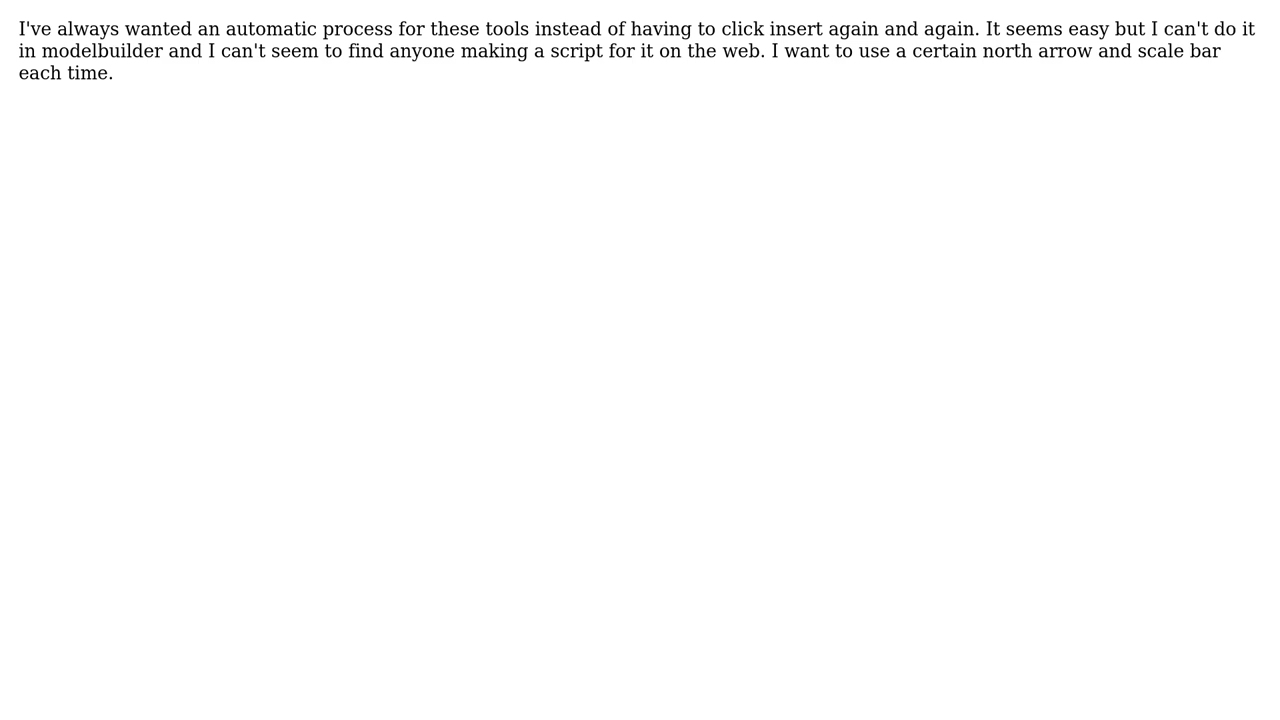 I've always wanted an automatic process for these tools instead of having to click insert again and again. It seems easy but I can't do it
in modelbuilder and I can't seem to find anyone making a script for it on the web. I want to use a certain north arrow and scale bar
each time.